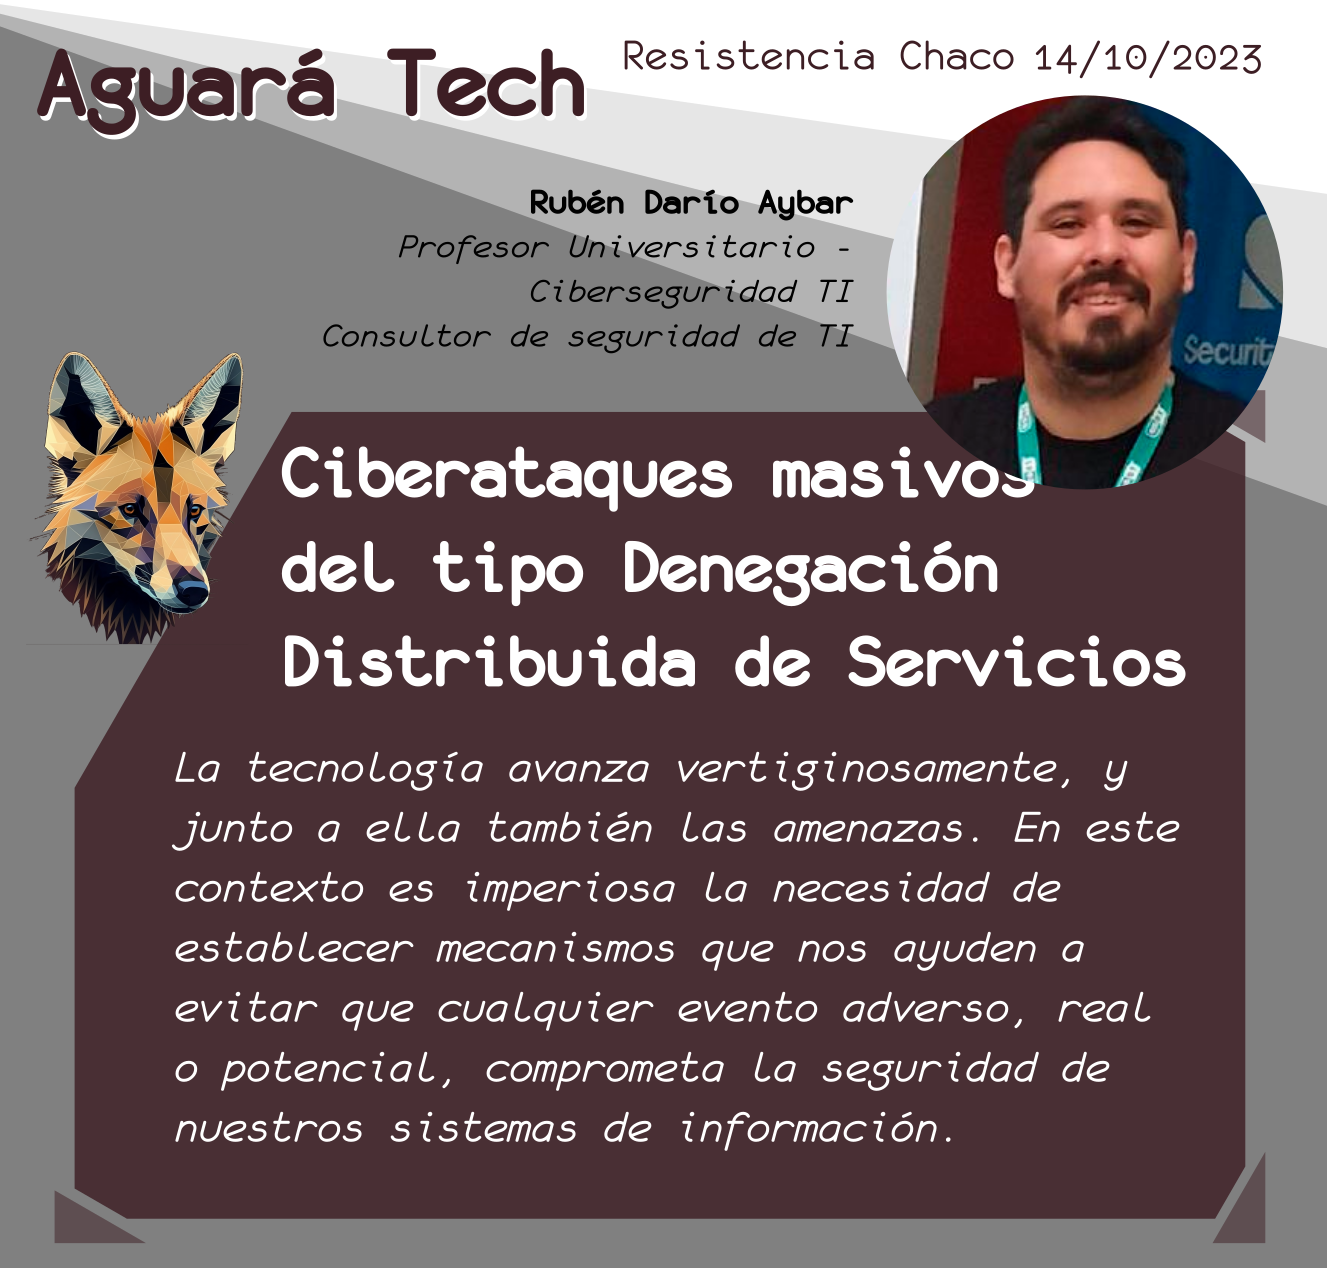 Aguará Tech
Resistencia Chaco 14/10/2023
Rubén Darío Aybar
Profesor Universitario -
Ciberseguridad TI
Consultor de seguridad de TI
Securit
Ciberataques masivos
del tipo Denegación
Distribuida de Servicios
La tecnología avanza vertiginosamente, y
junto a ella también las amenazas. En este
contexto es imperiosa la necesidad de
establecer mecanismos que nos ayuden a
evitar que cualquier evento adverso, real
o potencial, comprometa la seguridad de
nuestros sistemas de información.